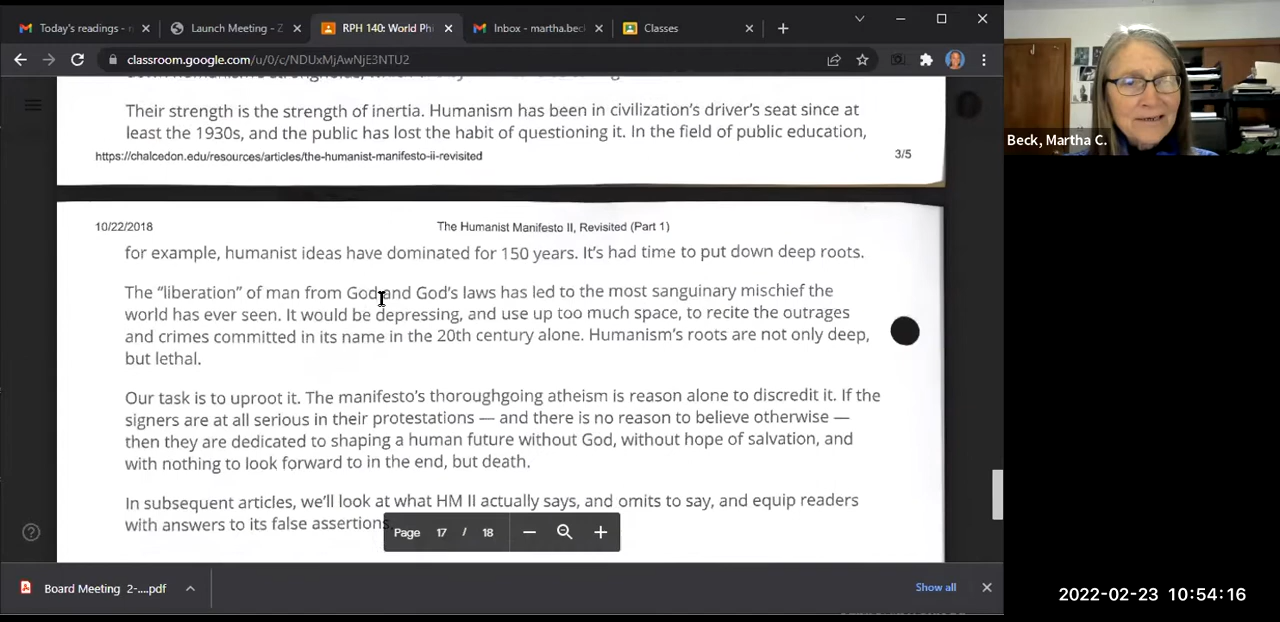 Today's readings - r
Launch Meeting - Z
RPH 140: World Ph
Inbox - martha.bec
Classes
classroom.google.com/u/0/c/NDUxMjAwNjE3NTU2
Their strength is the strength of inertia. Humanism has been in civilization's driver's seat since at
least the 1930s, and the public has lost the habit of questioning it. In the field of public education,
https://chalcedon.edu/resources/articles/the-humanist-manifesto-ii-revisited
3/5
10/22/2018
The Humanist Manifesto II, Revisited (Part 1)
for example, humanist ideas have dominated for 150 years. It's had time to put down deep roots.
The “liberation” of man from God and God's laws has led to the most sanguinary mischief the
world has ever seen. It would be depressing, and use up too much space, to recite the outrages
and crimes committed in its name in the 20th century alone. Humanism's roots are not only deep,
but lethal.
Our task is to uproot it. The manifesto's thoroughgoing atheism is reason alone to discredit it. If the
signers are at all serious in their protestations — and there is no reason to believe otherwise —
then they are dedicated to shaping a human future without God, without hope of salvation, and
with nothing to look forward to in the end, but death.
In subsequent articles, we'll look at what HM II actually says, and omits to say, and equip readers
with answers to its false assertions
Page 17 / 18
Board Meeting 2-....pdf
Show all
Beck, Martha C.
2022-02-23 10:54:16